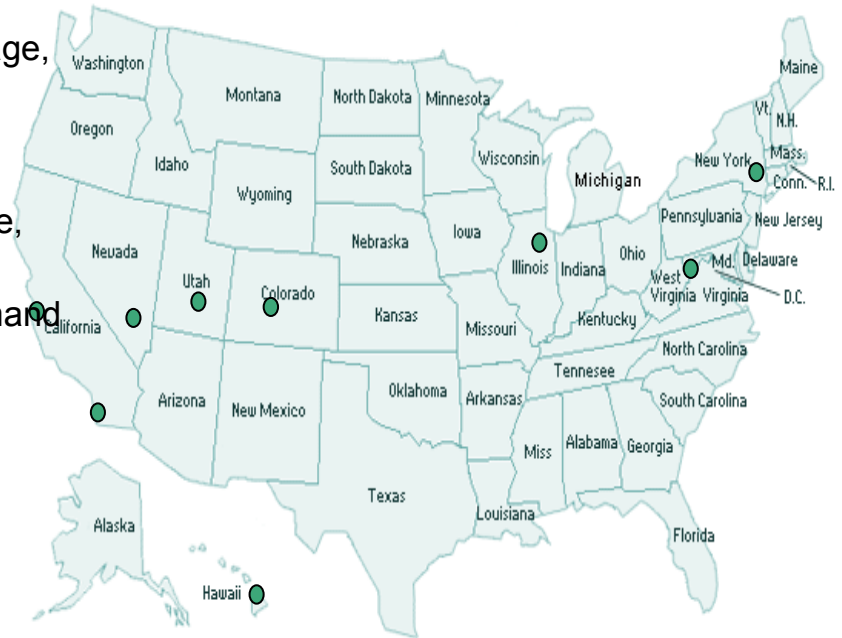 ge,
Washington
Maine
Montana
North Dakota
Minnesota
Vt.
N.H.
Oregon
Mass.
Idaho
South Dakota
Wisconsin
New York
Michigan
Conn.
R.I.
Wyoming
e,
Pennsylvania
New Jersey
Iowa
Nebraska
Nevada
Ohio
Illinois
Indiana
Md.
Delaware
Utah
West
Virginia
Virginia
D.C.
Colorado
mand
California
Kansas
Missouri
Kentucky
North Carolina
Tennesee
Oklahoma
Arkansas
South Carolina
Arizona
New Mexico
Miss
Alabama
Georgia
Texas
Louisiana
Alaska
Florida
Hawaii